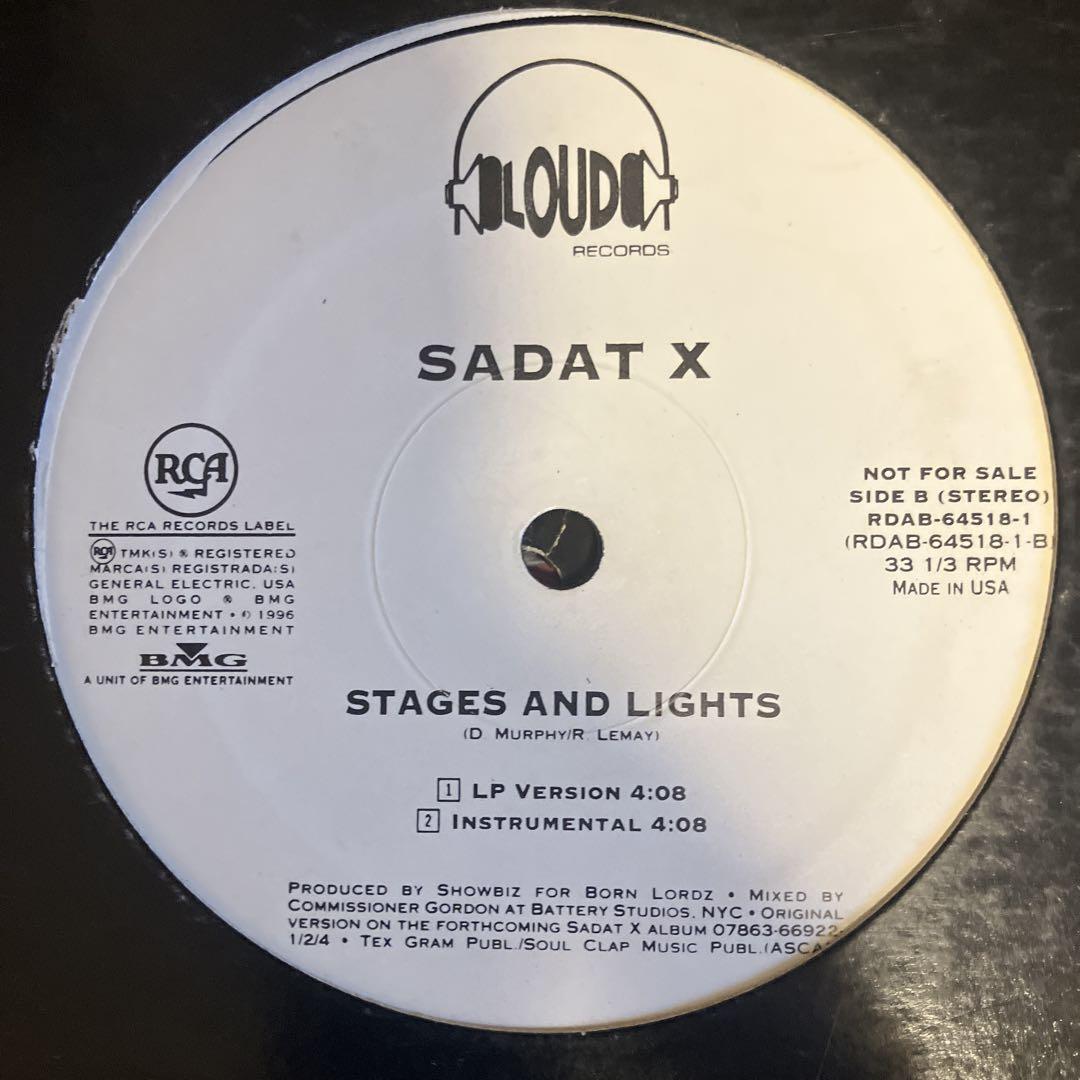 LOUD
RECORDS
SADAT X
RCA
THE RCA RECORDS LABEL
RCA TMK(S) ® REGISTERED
MARCA(S) REGISTRADA(S)
GENERAL ELECTRIC, USA
BMG LOGO ® BMG
ENTERTAINMENT • ℗ 1996
BMG ENTERTAINMENT
BMG
A UNIT OF BMG ENTERTAINMENT
NOT FOR SALE
SIDE B (STEREO)
RDAB-64518-1
(RDAB-64518-1-B)
33 1/3 RPM
MADE IN USA
STAGES AND LIGHTS
(D. MURPHY/R. LEMAY)
1 LP VERSION 4:08
2 INSTRUMENTAL 4:08
PRODUCED BY SHOWBIZ FOR BORN LORDZ • MIXED BY
COMMISSIONER GORDON AT BATTERY STUDIOS, NYC • ORIGINAL
VERSION ON THE FORTHCOMING SADAT X ALBUM 07863-66922-
1/2/4 • TEX GRAM PUBL./SOUL CLAP MUSIC PUBL.